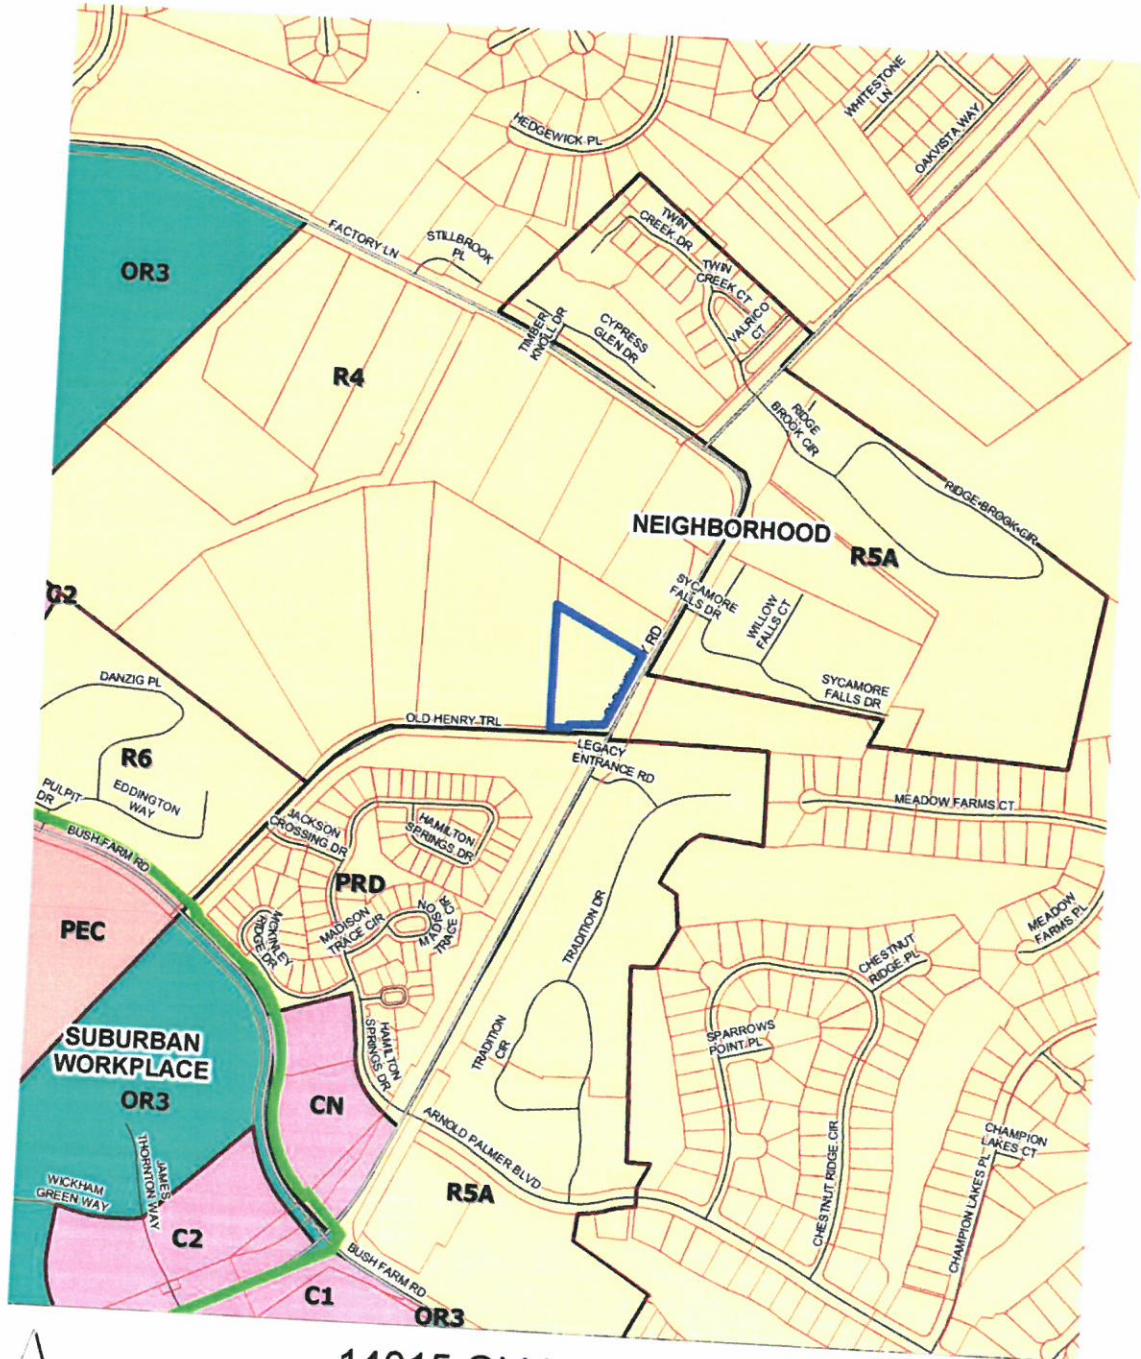 WHITESTONE
LN
OAKVISTA WAY
HEDGEWICK PL
TWIN
CREEK DR
FACTORY LN
STILLBROOK
PL
OR3
TWIN
CREEK CT
VALRICO
CT
TIMBER
KNOLL DR
CYPRESS
GLEN DR
R4
RIDGE
BROOK CIR
RIDGE BROOK CIR
NEIGHBORHOOD
R5A
C2
SYCAMORE
FALLS DR
WILLOW
FALLS CT
Y RD
DANZIG PL
SYCAMORE
FALLS DR
OLD HENRY TRL
LEGACY
ENTRANCE RD
R6
EDDINGTON
WAY
PULPIT
DR
MEADOW FARMS CT
BUSH FARM RD
JACKSON
CROSSING DR
HAMILTON
SPRINGS DR
PRD
TRADITION DR
PEC
MCKINLEY
RIDGE DR
MADISON
TRACE CIR
MADISON
TRACE
CIR
MEADOW
FARMS PL
CHESTNUT
RIDGE PL
SUBURBAN
WORKPLACE
OR3
HAMILTON
SPRINGS DR
TRADITION
CIR
SPARROWS
POINT PL
CN
ARNOLD PALMER BLVD
CHAMPION
LAKES CT
JAMES
THORNTON WAY
WICKHAM
GREEN WAY
R5A
CHESTNUT RIDGE CIR
CHAMPION LAKES PL
C2
BUSH FARM RD
C1
OR3